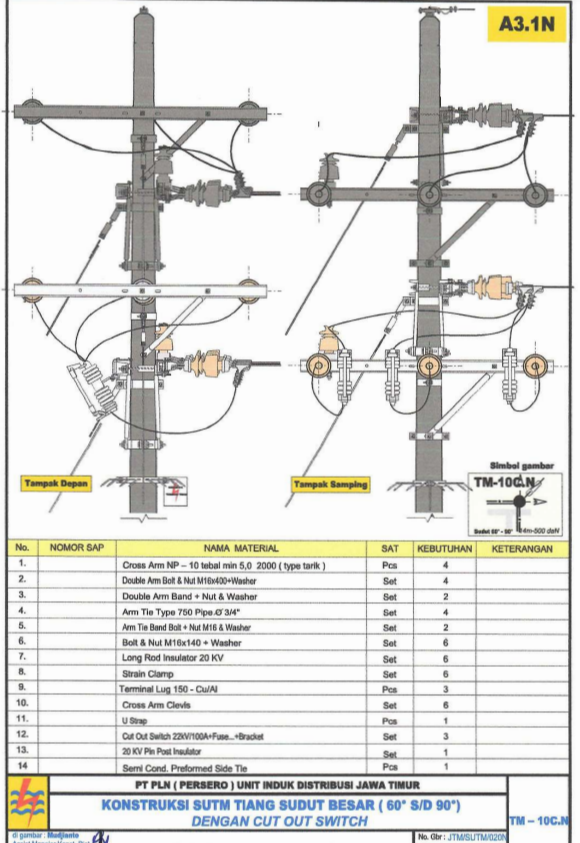 A3.1N
Tampak Depan
Tampak Samping
Simbol gambar
TM-10C.N
Sudut 60° - 90° 14m-500 daN
No. NOMOR SAP NAMA MATERIAL SAT KEBUTUHAN KETERANGAN
1. Cross Arm NP – 10 tebal min 5,0 2000 ( type tarik ) Pcs 4
2. Double Arm Bolt & Nut M16x400+Washer Set 4
3. Double Arm Band + Nut & Washer Set 2
4. Arm Tie Type 750 Pipe Ø 3/4" Set 4
5. Arm Tie Band Bolt + Nut M16 & Washer Set 2
6. Bolt & Nut M16x140 + Washer Set 6
7. Long Rod Insulator 20 KV Set 6
8. Strain Clamp Set 6
9. Terminal Lug 150 - Cu/Al Pcs 3
10. Cross Arm Clevis Set 6
11. U Strap Pcs 1
12. Cut Out Switch 22kV/100A+Fuse...+Bracket Set 3
13. 20 KV Pin Post Insulator Set 1
14 Semi Cond. Preformed Side Tie Pcs 1
PT PLN ( PERSERO ) UNIT INDUK DISTRIBUSI JAWA TIMUR
KONSTRUKSI SUTM TIANG SUDUT BESAR ( 60° S/D 90°)
DENGAN CUT OUT SWITCH
TM – 10C.N
di gambar : Mudjianto
No. Gbr : JTM/SUTM/020N